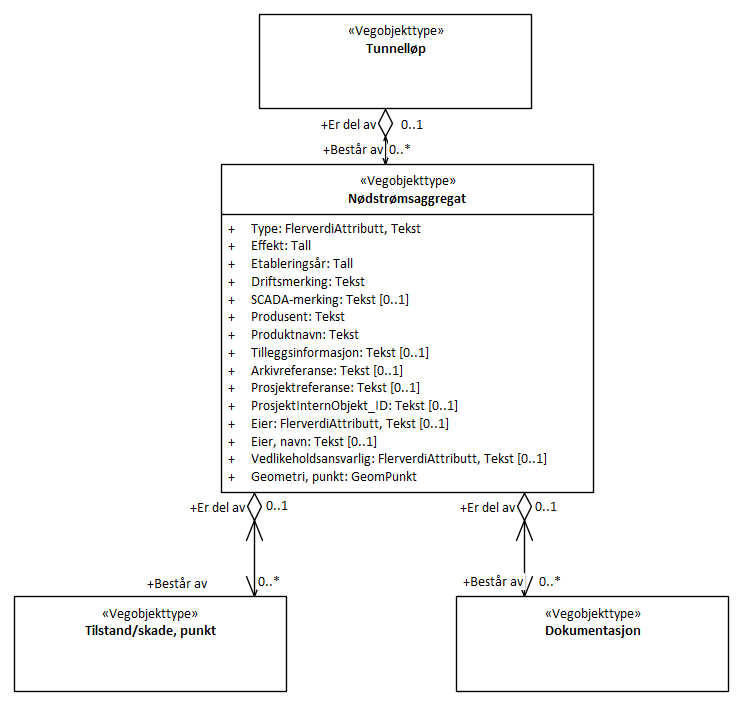 «Vegobjekttype»
Tunnelløp
+Er del av 0..1
+Består av 0..*
«Vegobjekttype»
Nødstrømsaggregat
+ Type: FlerverdiAttributt, Tekst
+ Effekt: Tall
+ Etableringsår: Tall
+ Driftsmerking: Tekst
+ SCADA-merking: Tekst [0..1]
+ Produsent: Tekst
+ Produktnavn: Tekst
+ Tilleggsinformasjon: Tekst [0..1]
+ Arkivreferanse: Tekst [0..1]
+ Prosjektreferanse: Tekst [0..1]
+ ProsjektInternObjekt_ID: Tekst [0..1]
+ Eier: FlerverdiAttributt, Tekst [0..1]
+ Eier, navn: Tekst [0..1]
+ Vedlikeholdsansvarlig: FlerverdiAttributt, Tekst [0..1]
+ Geometri, punkt: GeomPunkt
+Er del av 0..1
+Er del av 0..1
+Består av 0..*
+Består av 0..*
«Vegobjekttype»
Tilstand/skade, punkt
«Vegobjekttype»
Dokumentasjon